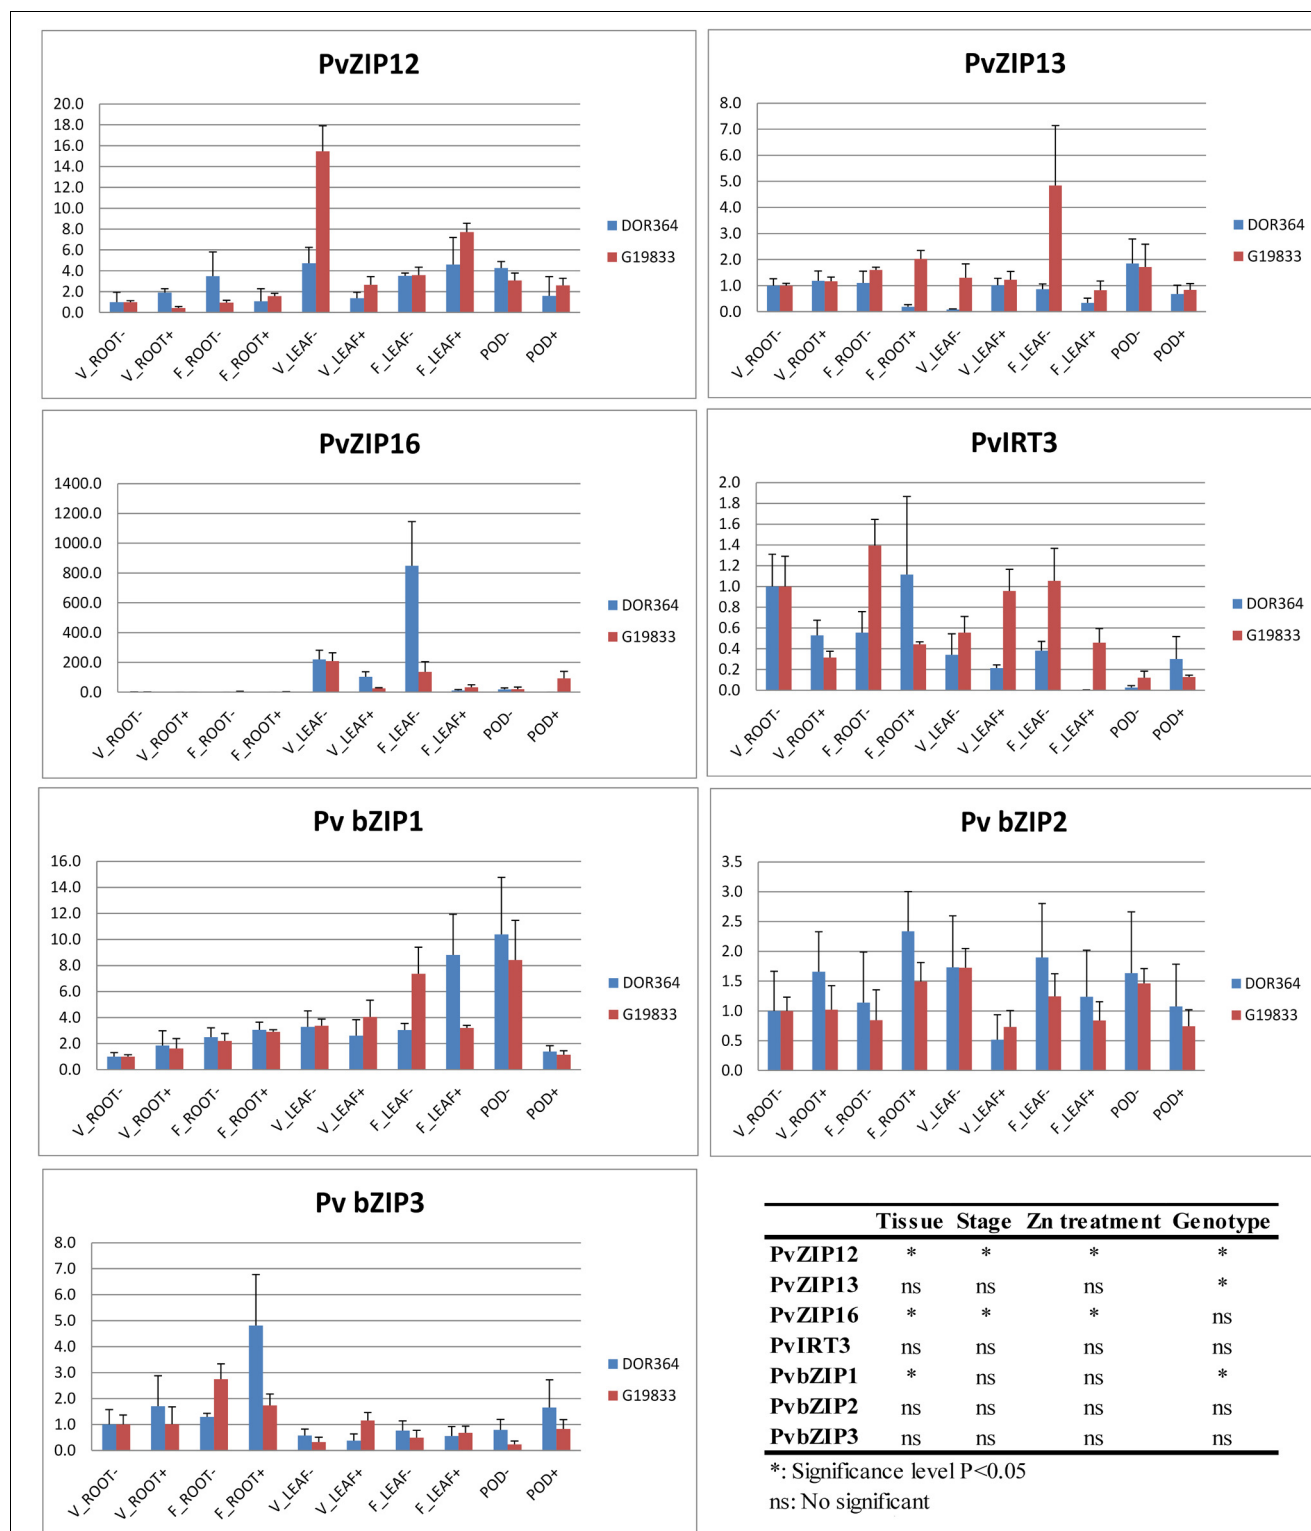 PvZIP12
20.0
18.0
16.0
14.0
12.0
10.0
8.0
6.0
4.0
2.0
0.0
V_ROOT- V_ROOT+ F_ROOT- F_ROOT+ V_LEAF- V_LEAF+ F_LEAF- F_LEAF+ POD- POD+
DOR364
G19833
PvZIP13
8.0
7.0
6.0
5.0
4.0
3.0
2.0
1.0
0.0
V_ROOT- V_ROOT+ F_ROOT- F_ROOT+ V_LEAF- V_LEAF+ F_LEAF- F_LEAF+ POD- POD+
DOR364
G19833
PvZIP16
1400.0
1200.0
1000.0
800.0
600.0
400.0
200.0
0.0
V_ROOT- V_ROOT+ F_ROOT- F_ROOT+ V_LEAF- V_LEAF+ F_LEAF- F_LEAF+ POD- POD+
DOR364
G19833
PvIRT3
2.0
1.8
1.6
1.4
1.2
1.0
0.8
0.6
0.4
0.2
0.0
V_ROOT- V_ROOT+ F_ROOT- F_ROOT+ V_LEAF- V_LEAF+ F_LEAF- F_LEAF+ POD- POD+
DOR364
G19833
Pv bZIP1
16.0
14.0
12.0
10.0
8.0
6.0
4.0
2.0
0.0
V_ROOT- V_ROOT+ F_ROOT- F_ROOT+ V_LEAF- V_LEAF+ F_LEAF- F_LEAF+ POD- POD+
DOR364
G19833
Pv bZIP2
3.5
3.0
2.5
2.0
1.5
1.0
0.5
0.0
V_ROOT- V_ROOT+ F_ROOT- F_ROOT+ V_LEAF- V_LEAF+ F_LEAF- F_LEAF+ POD- POD+
DOR364
G19833
Pv bZIP3
8.0
7.0
6.0
5.0
4.0
3.0
2.0
1.0
0.0
V_ROOT- V_ROOT+ F_ROOT- F_ROOT+ V_LEAF- V_LEAF+ F_LEAF- F_LEAF+ POD- POD+
DOR364
G19833
Tissue Stage Zn treatment Genotype
PvZIP12 * * * *
PvZIP13 ns ns ns *
PvZIP16 * * * ns
PvIRT3 ns ns ns ns
PvbZIP1 * ns ns *
PvbZIP2 ns ns ns ns
PvbZIP3 ns ns ns ns
*: Significance level P<0.05
ns: No significant